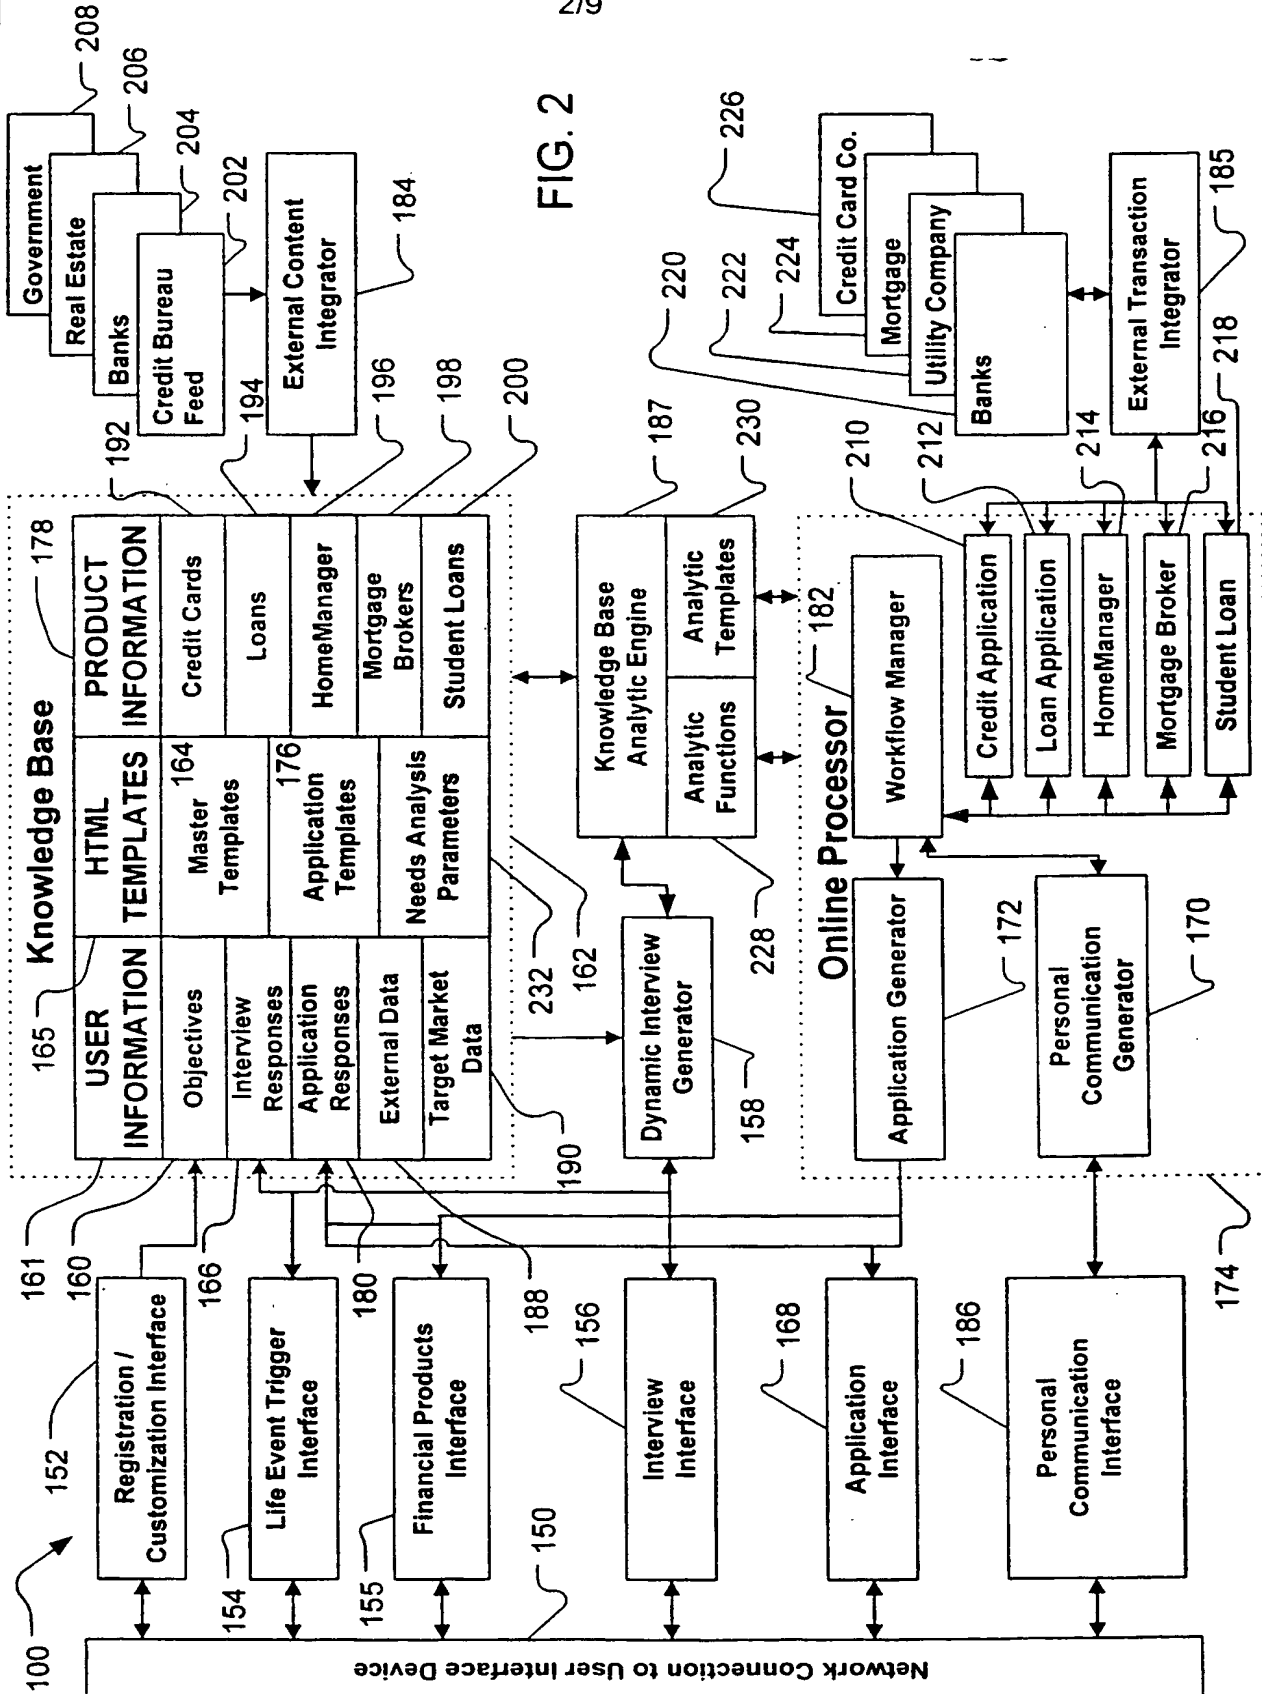 2/9
100
152
Registration /
Customization Interface
154
Life Event Trigger
Interface
155
Financial Products
Interface
150
Network Connection to User Interface Device
156
Interview
Interface
168
Application
Interface
186
Personal
Communication
Interface
161
160
166
180
188
190
165
178
Knowledge Base
USER
INFORMATION
Objectives
Interview
Responses
Application
Responses
External Data
Target Market
Data
HTML
TEMPLATES
164
Master
Templates
176
Application
Templates
Needs Analysis
Parameters
PRODUCT
INFORMATION
Credit Cards
Loans
HomeManager
Mortgage
Brokers
Student Loans
192
194
196
198
200
232
162
Government
Real Estate
Banks
Credit Bureau
Feed
208
206
204
202
External Content
Integrator
184
FIG. 2
Dynamic Interview
Generator
158
Knowledge Base
Analytic Engine
187
Analytic
Functions
228
Analytic
Templates
230
Online Processor
174
Application Generator
172
Personal
Communication
Generator
170
Workflow Manager
182
Credit Application
210
Loan Application
212
HomeManager
214
Mortgage Broker
216
Student Loan
218
Credit Card Co.
Mortgage
Utility Company
Banks
226
220
222
224
External Transaction
Integrator
185